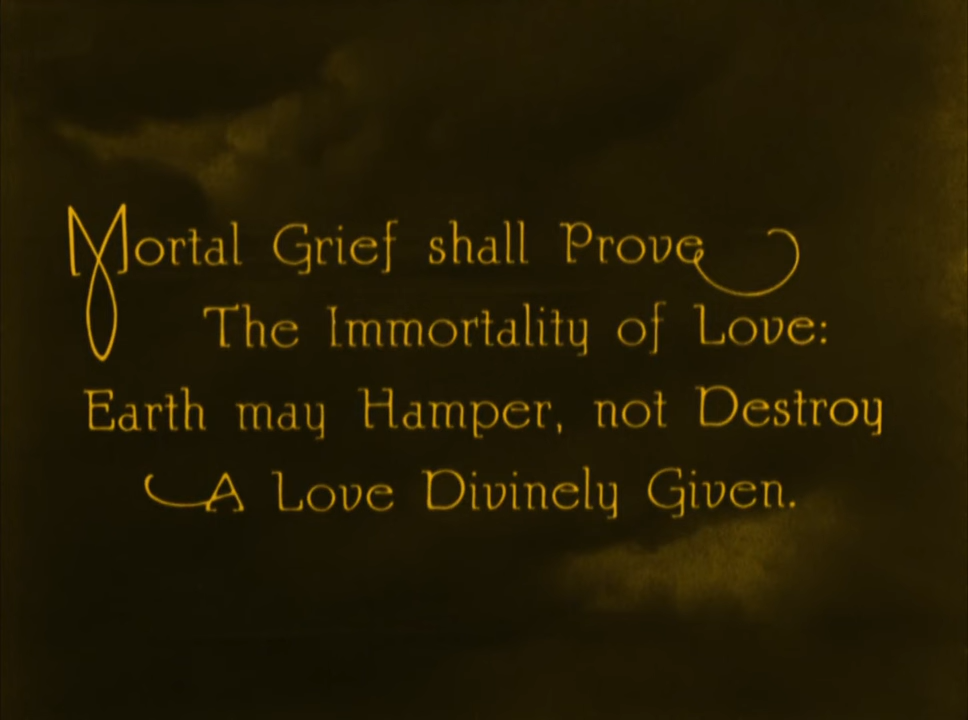 Mortal Grief shall Prove
The Immortality of Love:
Earth may Hamper, not Destroy
A Love Divinely Given.